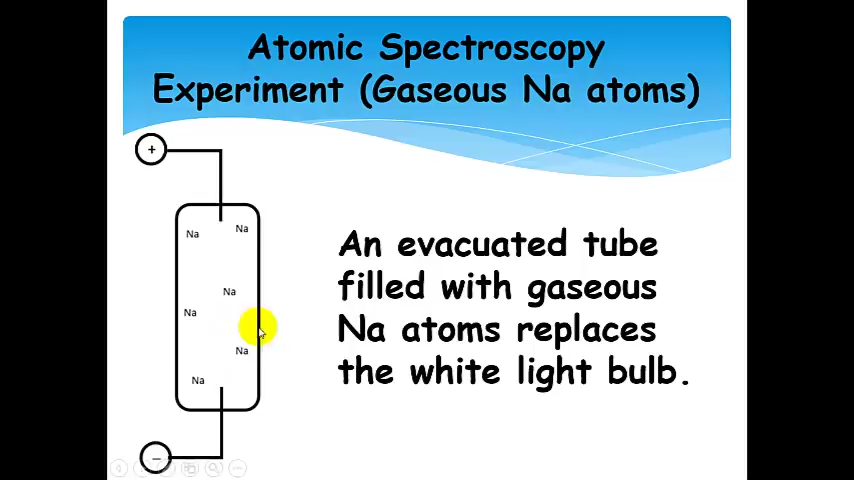 Atomic Spectroscopy
Experiment (Gaseous Na atoms)
+
Na
Na
Na
Na
Na
Na
−
An evacuated tube
filled with gaseous
Na atoms replaces
the white light bulb.